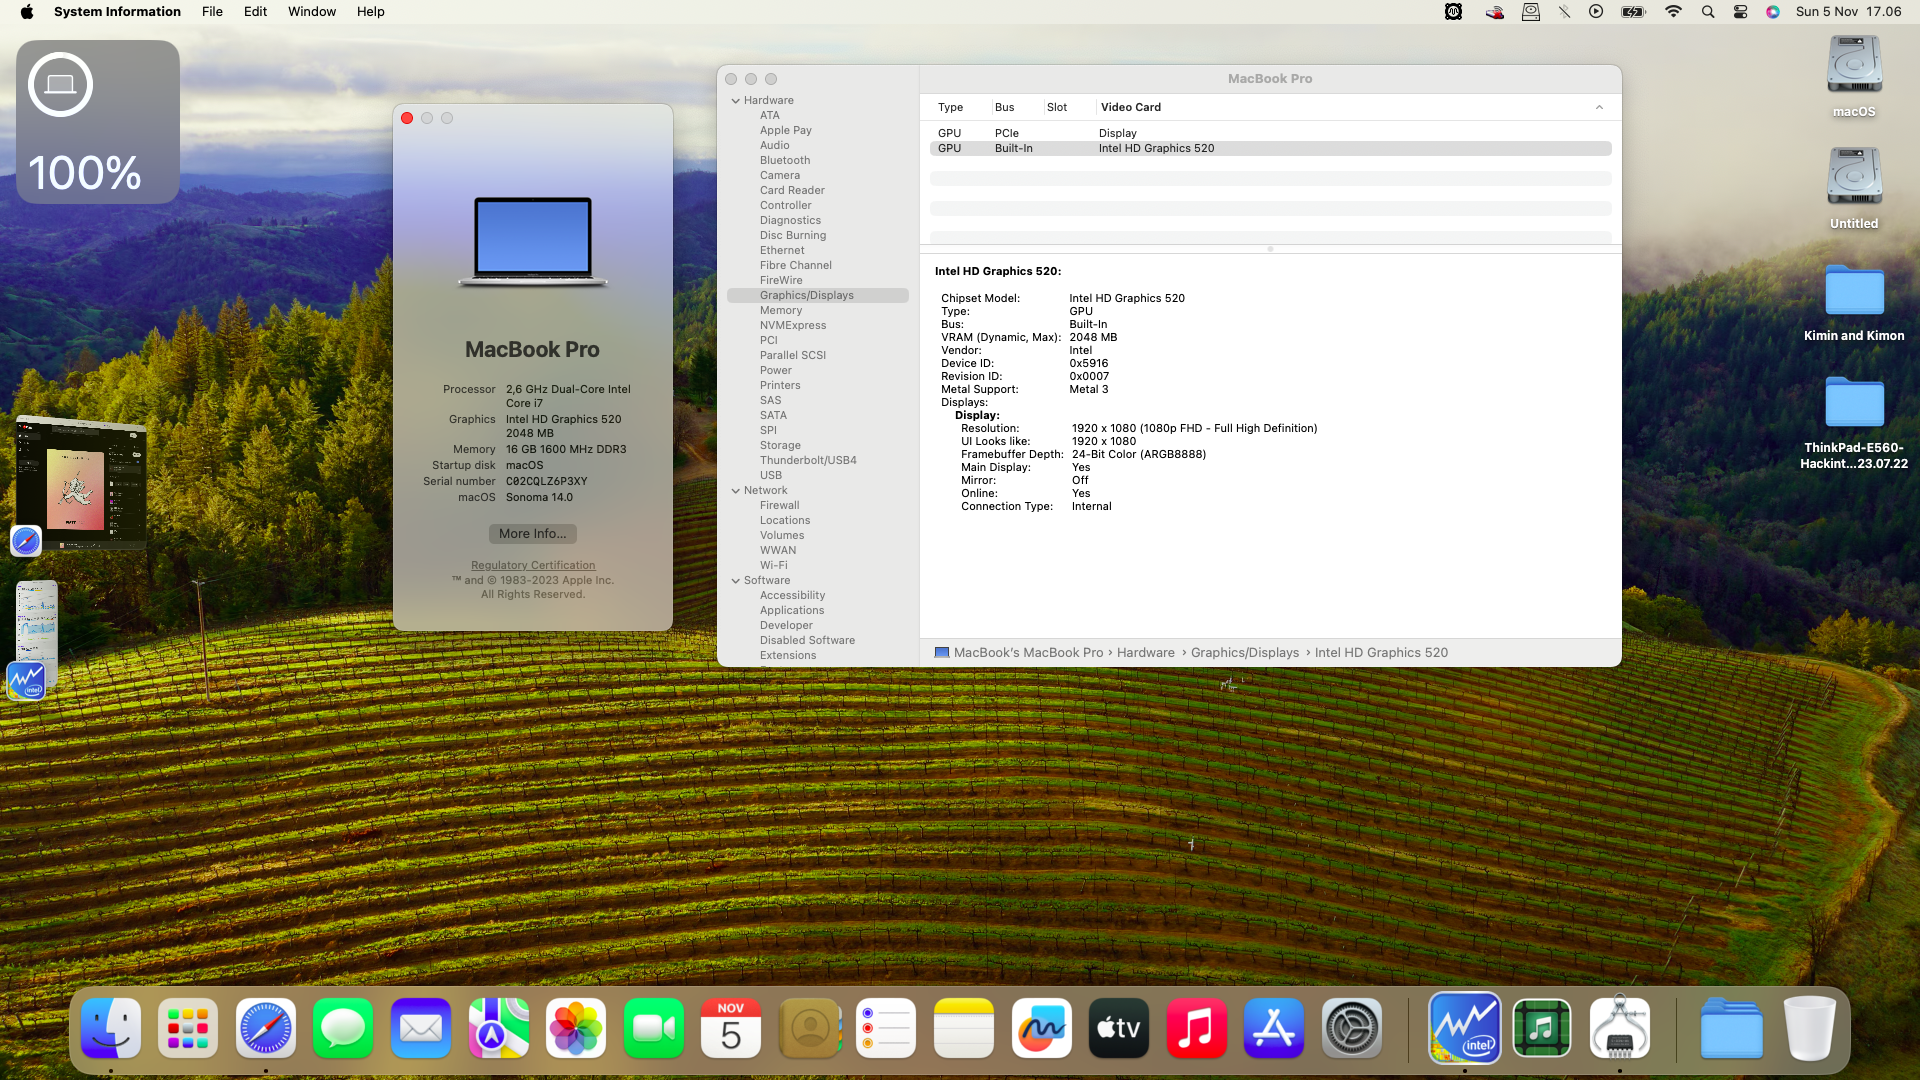 System Information File Edit Window Help
Sun 5 Nov 17.06
100%
MacBook Pro
Processor 2,6 GHz Dual-Core Intel
Core i7
Graphics Intel HD Graphics 520
2048 MB
Memory 16 GB 1600 MHz DDR3
Startup disk macOS
Serial number C02CQLZ6P3XY
macOS Sonoma 14.0
More Info...
Regulatory Certification
™ and © 1983-2023 Apple Inc.
All Rights Reserved.
MacBook Pro
Hardware
ATA
Apple Pay
Audio
Bluetooth
Camera
Card Reader
Controller
Diagnostics
Disc Burning
Ethernet
Fibre Channel
FireWire
Graphics/Displays
Memory
NVMExpress
PCI
Parallel SCSI
Power
Printers
SAS
SATA
SPI
Storage
Thunderbolt/USB4
USB
Network
Firewall
Locations
Volumes
WWAN
Wi-Fi
Software
Accessibility
Applications
Developer
Disabled Software
Extensions
Type Bus Slot Video Card
GPU PCIe Display
GPU Built-In Intel HD Graphics 520
Intel HD Graphics 520:
Chipset Model: Intel HD Graphics 520
Type: GPU
Bus: Built-In
VRAM (Dynamic, Max): 2048 MB
Vendor: Intel
Device ID: 0x5916
Revision ID: 0x0007
Metal Support: Metal 3
Displays:
Display:
Resolution: 1920 x 1080 (1080p FHD - Full High Definition)
UI Looks like: 1920 x 1080
Framebuffer Depth: 24-Bit Color (ARGB8888)
Main Display: Yes
Mirror: Off
Online: Yes
Connection Type: Internal
MacBook's MacBook Pro › Hardware › Graphics/Displays › Intel HD Graphics 520
macOS
Untitled
Kimin and Kimon
ThinkPad-E560-
Hackint...23.07.22
intel
NOV
5
tv
intel